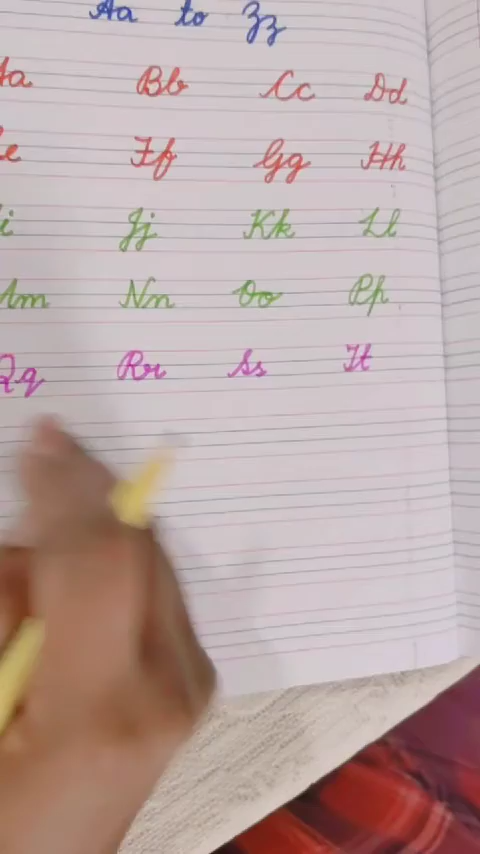 Aa to Zz
Aa Bb Cc Dd
e Ff Gg Hh
i Jj Kk Ll
Mm Nn Oo Pp
Qq Rr Ss Tt